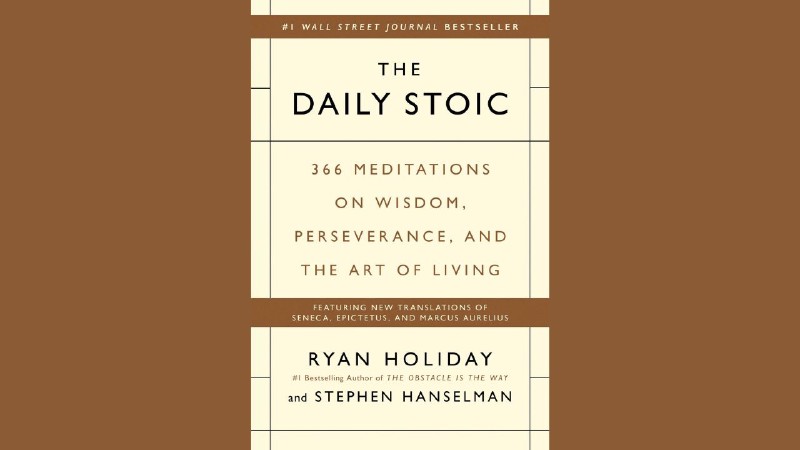 #1 WALL STREET JOURNAL BESTSELLER
THE
DAILY STOIC
366 MEDITATIONS
ON WISDOM,
PERSEVERANCE, AND
THE ART OF LIVING
FEATURING NEW TRANSLATIONS OF
SENECA, EPICTETUS, AND MARCUS AURELIUS
RYAN HOLIDAY
#1 Bestselling Author of THE OBSTACLE IS THE WAY
and STEPHEN HANSELMAN